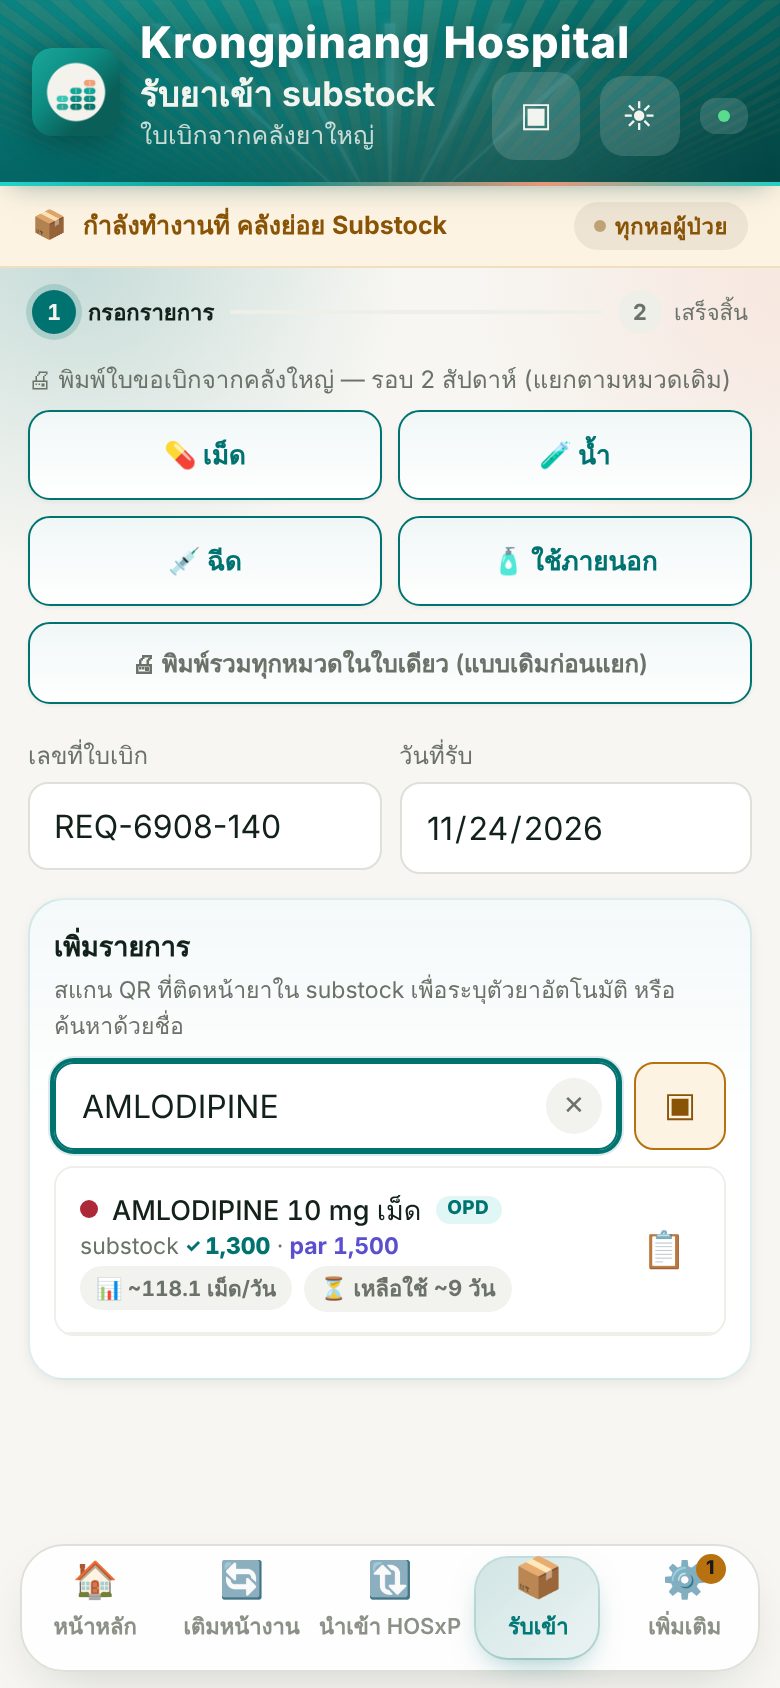 Krongpinang Hospital
รับยาเข้า substock
ใบเบิกจากคลังยาใหญ่
📦 กำลังทำงานที่ คลังย่อย Substock
ทุกหอผู้ป่วย
1 กรอกรายการ
2 เสร็จสิ้น
🖨 พิมพ์ใบขอเบิกจากคลังใหญ่ — รอบ 2 สัปดาห์ (แยกตามหมวดเดิม)
💊 เม็ด
🧪 น้ำ
💉 ฉีด
🧴 ใช้ภายนอก
🖨 พิมพ์รวมทุกหมวดในใบเดียว (แบบเดิมก่อนแยก)
เลขที่ใบเบิก
วันที่รับ
REQ-6908-140
11/24/2026
เพิ่มรายการ
สแกน QR ที่ติดหน้ายาใน substock เพื่อระบุตัวยาอัตโนมัติ หรือ
ค้นหาด้วยชื่อ
AMLODIPINE
AMLODIPINE 10 mg เม็ด OPD
substock ✓1,300 · par 1,500
📊 ~118.1 เม็ด/วัน
⏳ เหลือใช้ ~9 วัน
1
หน้าหลัก
เติมหน้างาน
นำเข้า HOSxP
รับเข้า
เพิ่มเติม